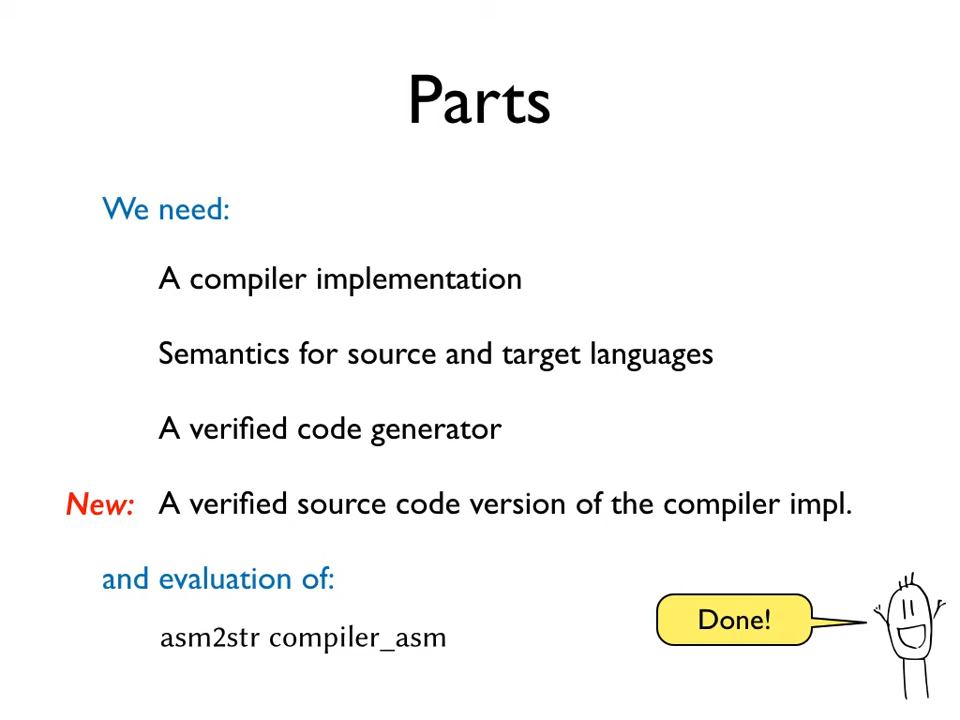 Parts
We need:
A compiler implementation
Semantics for source and target languages
A verified code generator
New: A verified source code version of the compiler impl.
and evaluation of:
Done!
asm2str compiler_asm